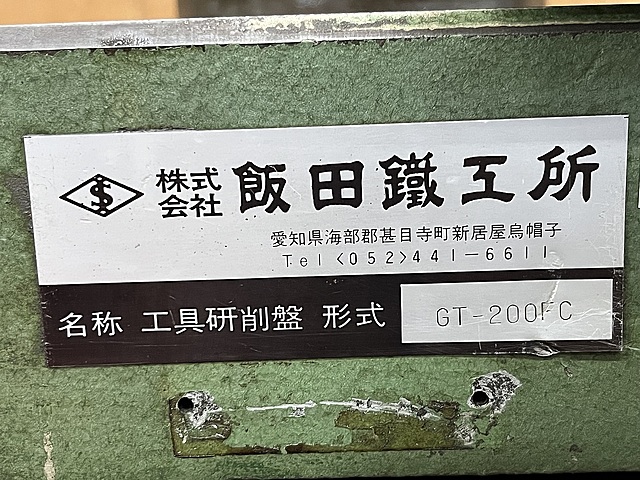 株式会社 飯田鐵工所
愛知県海部郡甚目寺町新居屋烏帽子
Tel <052>441-6611
名称 工具研削盤 形式 GT-200FC